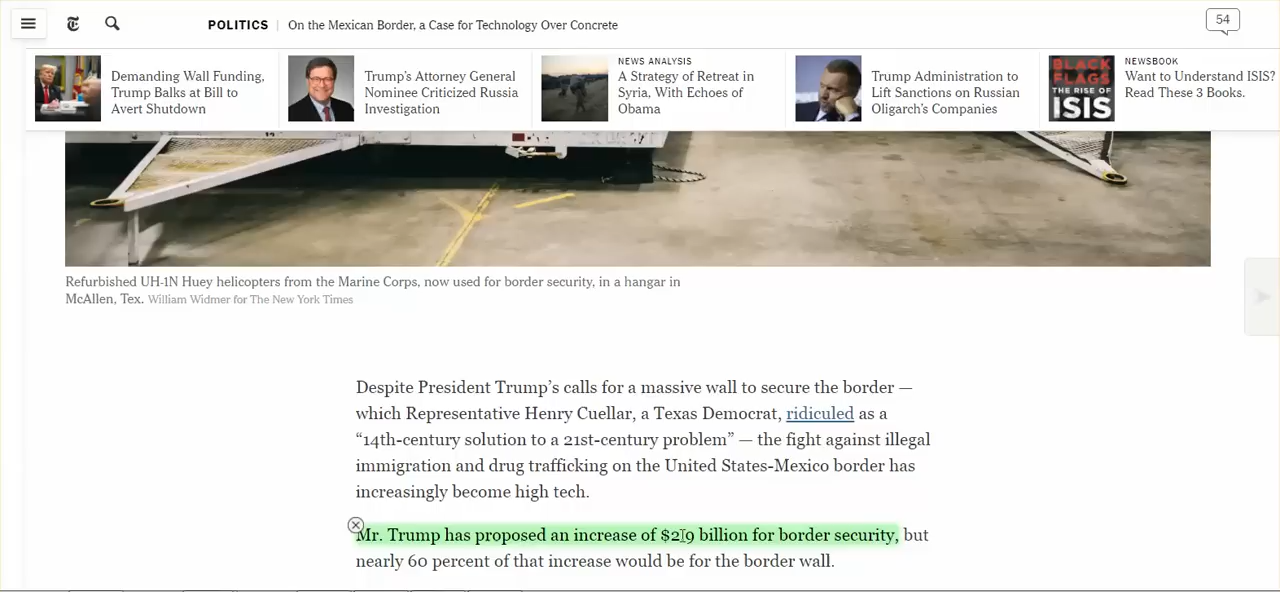 POLITICS | On the Mexican Border, a Case for Technology Over Concrete
54
Demanding Wall Funding,
Trump Balks at Bill to
Avert Shutdown
Trump's Attorney General
Nominee Criticized Russia
Investigation
NEWS ANALYSIS
A Strategy of Retreat in
Syria, With Echoes of
Obama
Trump Administration to
Lift Sanctions on Russian
Oligarch's Companies
BLACK
FLAGS
THE RISE OF
ISIS
NEWSBOOK
Want to Understand ISIS?
Read These 3 Books.
Refurbished UH-1N Huey helicopters from the Marine Corps, now used for border security, in a hangar in
McAllen, Tex. William Widmer for The New York Times
Despite President Trump's calls for a massive wall to secure the border —
which Representative Henry Cuellar, a Texas Democrat, ridiculed as a
“14th-century solution to a 21st-century problem” — the fight against illegal
immigration and drug trafficking on the United States-Mexico border has
increasingly become high tech.
Mr. Trump has proposed an increase of billion for border security, but
nearly 60 percent of that increase would be for the border wall.